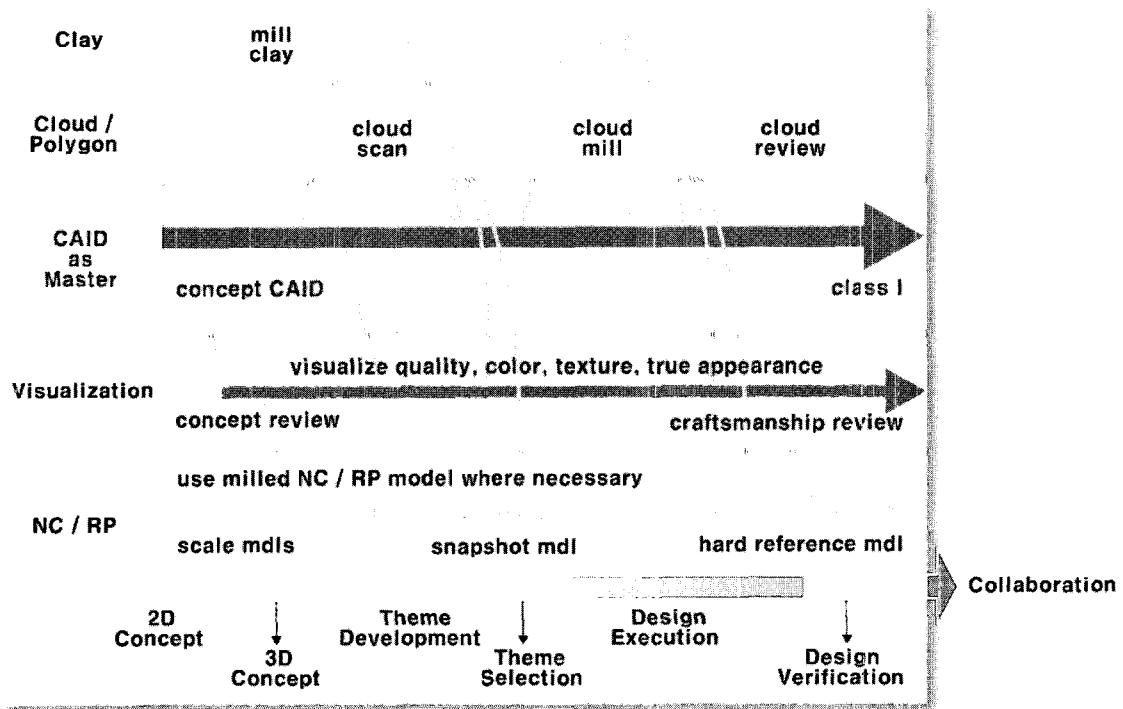 Clay
mill
clay
Cloud /
Polygon
cloud
scan
cloud
mill
cloud
review
CAID
as
Master
concept CAID
class I
visualize quality, color, texture, true appearance
Visualization
concept review
craftsmanship review
use milled NC / RP model where necessary
NC / RP
scale mdls
snapshot mdl
hard reference mdl
Collaboration
2D
Concept
3D
Concept
Theme
Development
Theme
Selection
Design
Execution
Design
Verification